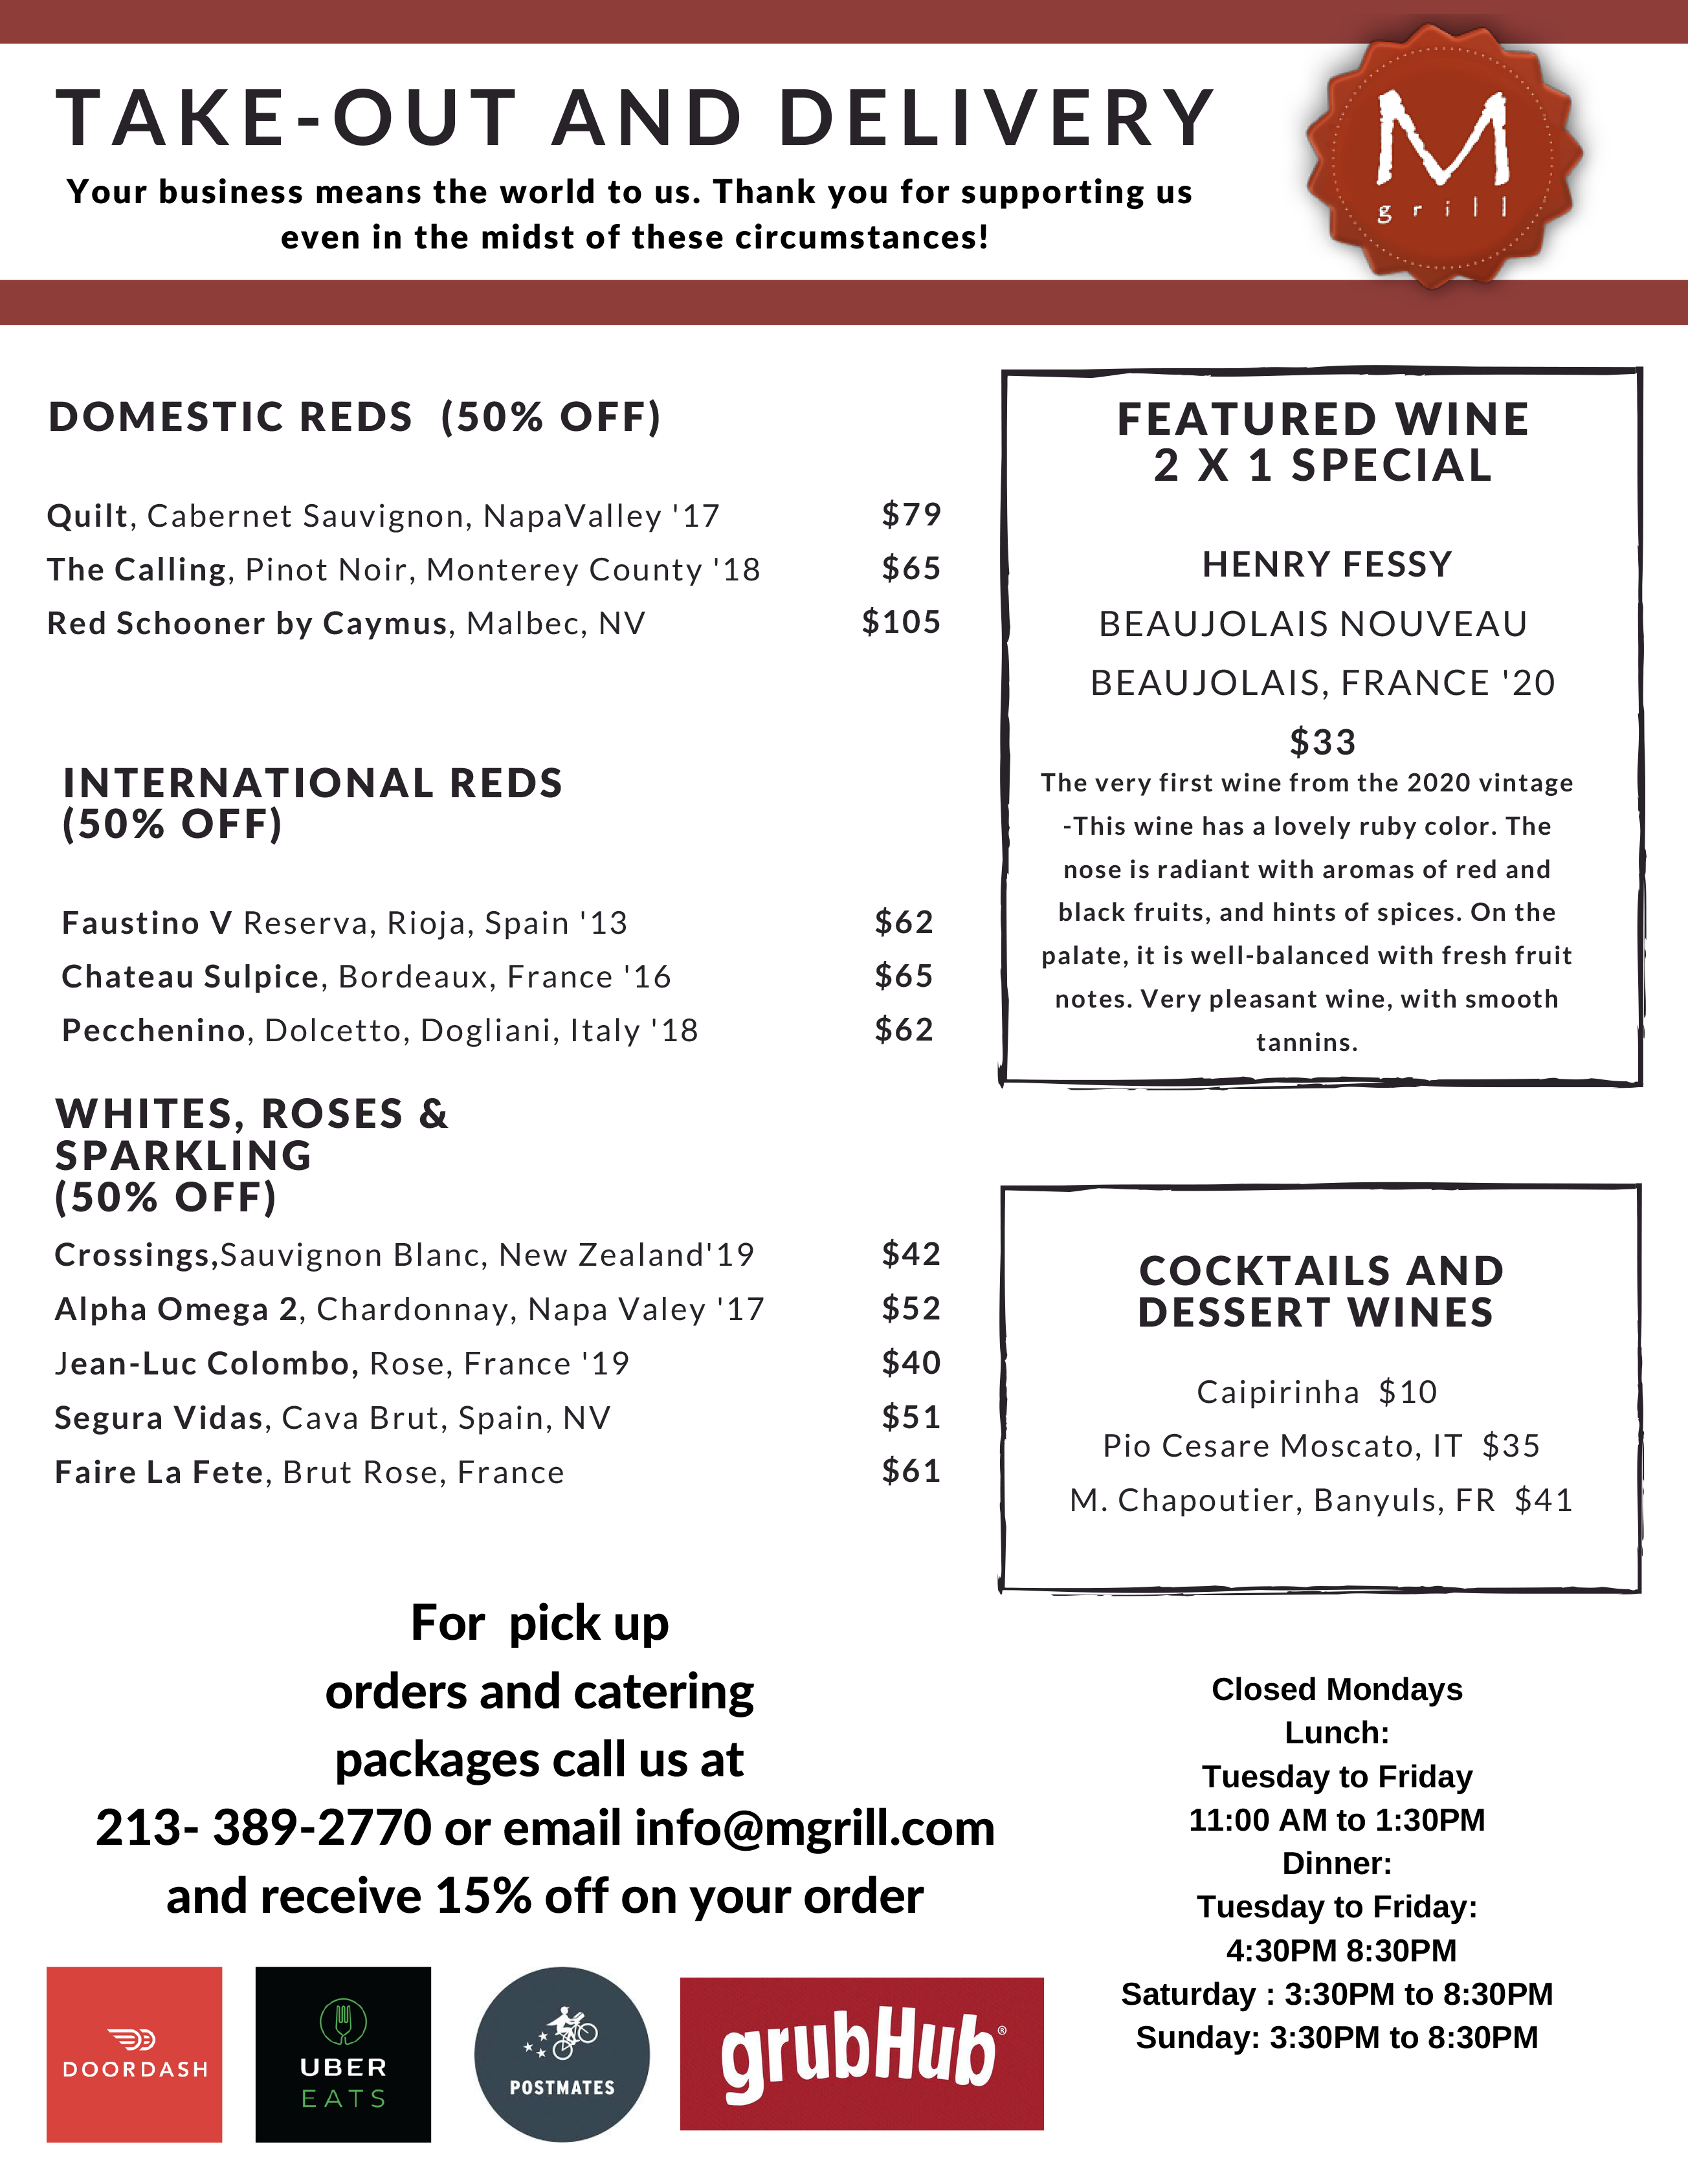 TAKE-OUT AND DELIVERY
Your business means the world to us. Thank you for supporting us
even in the midst of these circumstances!
M
grill
DOMESTIC REDS (50% OFF)
Quilt, Cabernet Sauvignon, NapaValley '17 $79
The Calling, Pinot Noir, Monterey County '18 $65
Red Schooner by Caymus, Malbec, NV $105
INTERNATIONAL REDS
(50% OFF)
Faustino V Reserva, Rioja, Spain '13 $62
Chateau Sulpice, Bordeaux, France '16 $65
Pecchenino, Dolcetto, Dogliani, Italy '18 $62
WHITES, ROSES &
SPARKLING
(50% OFF)
Crossings,Sauvignon Blanc, New Zealand'19 $42
Alpha Omega 2, Chardonnay, Napa Valey '17 $52
Jean-Luc Colombo, Rose, France '19 $40
Segura Vidas, Cava Brut, Spain, NV $51
Faire La Fete, Brut Rose, France $61
FEATURED WINE
2 X 1 SPECIAL
HENRY FESSY
BEAUJOLAIS NOUVEAU
BEAUJOLAIS, FRANCE '20
$33
The very first wine from the 2020 vintage
-This wine has a lovely ruby color. The
nose is radiant with aromas of red and
black fruits, and hints of spices. On the
palate, it is well-balanced with fresh fruit
notes. Very pleasant wine, with smooth
tannins.
COCKTAILS AND
DESSERT WINES
Caipirinha $10
Pio Cesare Moscato, IT $35
M. Chapoutier, Banyuls, FR $41
For pick up
orders and catering
packages call us at
213- 389-2770 or email info@mgrill.com
and receive 15% off on your order
Closed Mondays
Lunch:
Tuesday to Friday
11:00 AM to 1:30PM
Dinner:
Tuesday to Friday:
4:30PM 8:30PM
Saturday : 3:30PM to 8:30PM
Sunday: 3:30PM to 8:30PM
DOORDASH
UBER
EATS
POSTMATES
grubHub®